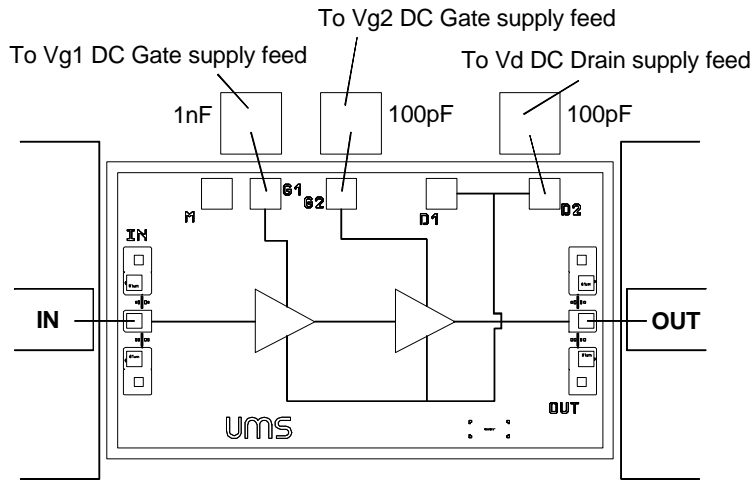 To Vg2 DC Gate supply feed
To Vg1 DC Gate supply feed
To Vd DC Drain supply feed
1nF
100pF
100pF
M
G1
G2
D1
D2
IN
IN
OUT
OUT
UMS